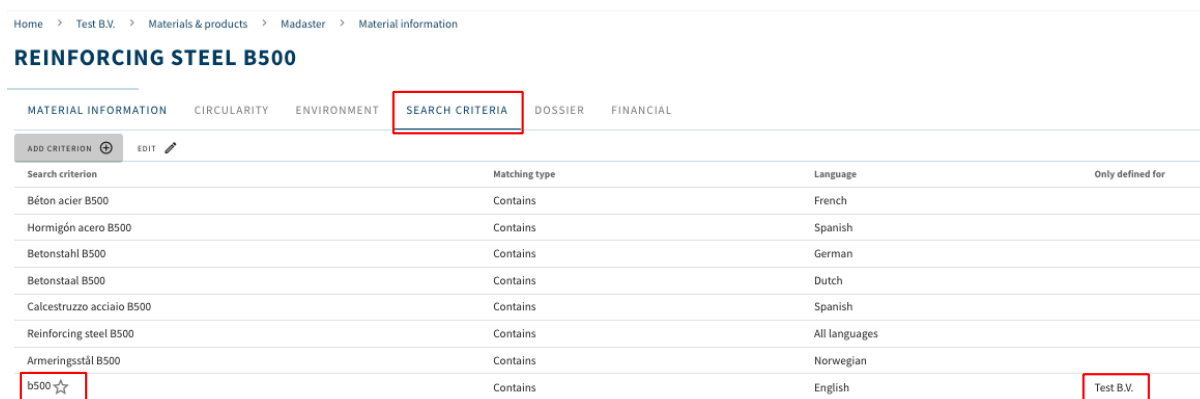 Home > Test B.V. > Materials & products > Madaster > Material information
REINFORCING STEEL B500
MATERIAL INFORMATION CIRCULARITY ENVIRONMENT SEARCH CRITERIA DOSSIER FINANCIAL
ADD CRITERION EDIT
Search criterion Matching type Language Only defined for
Béton acier B500 Contains French
Hormigón acero B500 Contains Spanish
Betonstahl B500 Contains German
Betonstaal B500 Contains Dutch
Calcestruzzo acciaio B500 Contains Spanish
Reinforcing steel B500 Contains All languages
Armeringsstål B500 Contains Norwegian
b500 Contains English Test B.V.